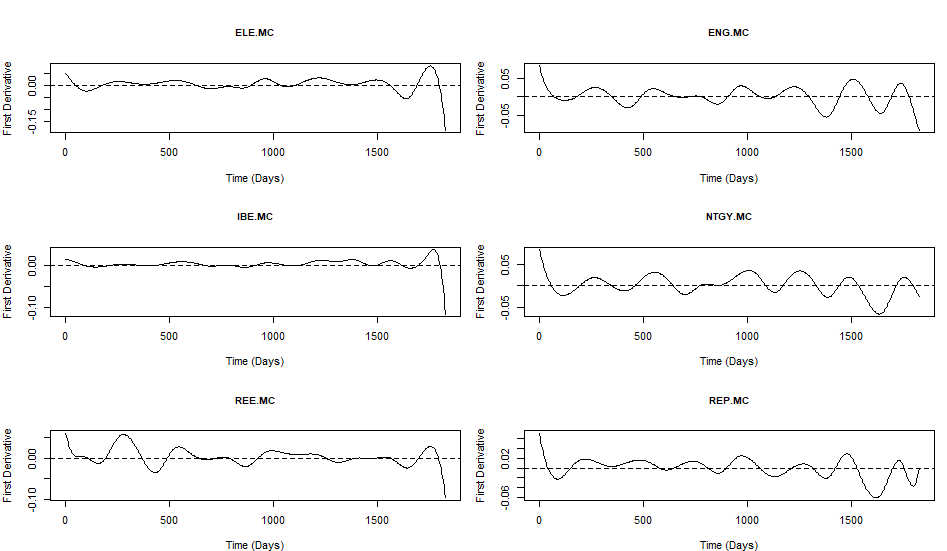 ELE.MC
First Derivative
0.00
-0.15
0 500 1000 1500
Time (Days)
ENG.MC
First Derivative
0.05
-0.05
0 500 1000 1500
Time (Days)
IBE.MC
First Derivative
0.00
-0.10
0 500 1000 1500
Time (Days)
NTGY.MC
First Derivative
0.05
-0.05
0 500 1000 1500
Time (Days)
REE.MC
First Derivative
0.00
-0.10
0 500 1000 1500
Time (Days)
REP.MC
First Derivative
0.02
-0.06
0 500 1000 1500
Time (Days)